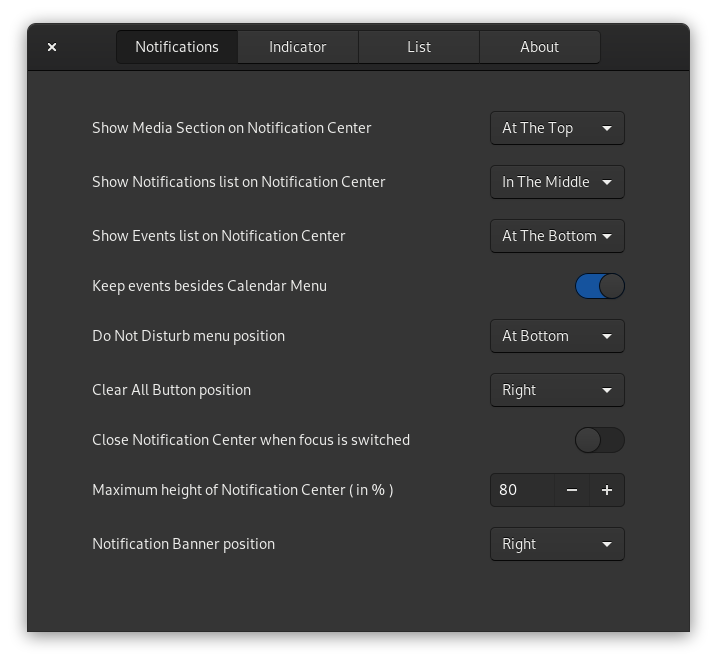 Notifications Indicator List About
Show Media Section on Notification Center At The Top
Show Notifications list on Notification Center In The Middle
Show Events list on Notification Center At The Bottom
Keep events besides Calendar Menu
Do Not Disturb menu position At Bottom
Clear All Button position Right
Close Notification Center when focus is switched
Maximum height of Notification Center ( in % ) 80
Notification Banner position Right